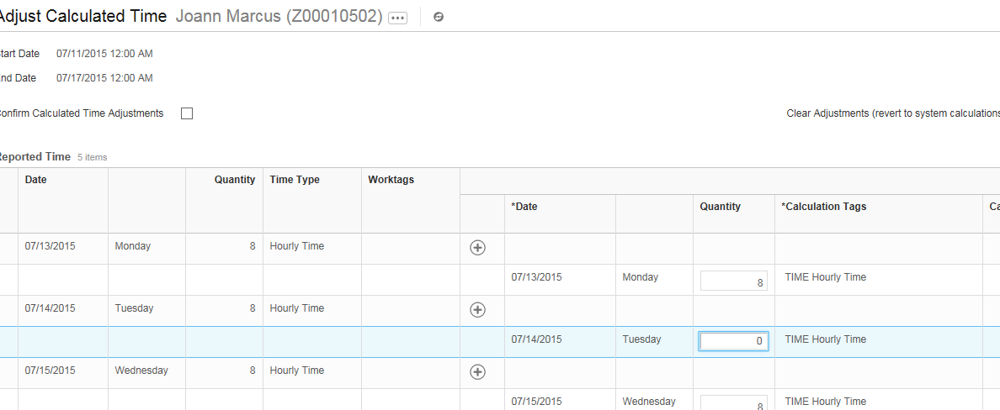 Adjust Calculated Time Joann Marcus (Z00010502)
tart Date 07/11/2015 12:00 AM
nd Date 07/17/2015 12:00 AM
onfirm Calculated Time Adjustments Clear Adjustments (revert to system calculations
Reported Time 5 items
Date Quantity Time Type Worktags
*Date Quantity *Calculation Tags Ca
07/13/2015 Monday 8 Hourly Time
07/13/2015 Monday 8 TIME Hourly Time
07/14/2015 Tuesday 8 Hourly Time
07/14/2015 Tuesday 0 TIME Hourly Time
07/15/2015 Wednesday 8 Hourly Time
07/15/2015 Wednesday 8 TIME Hourly Time